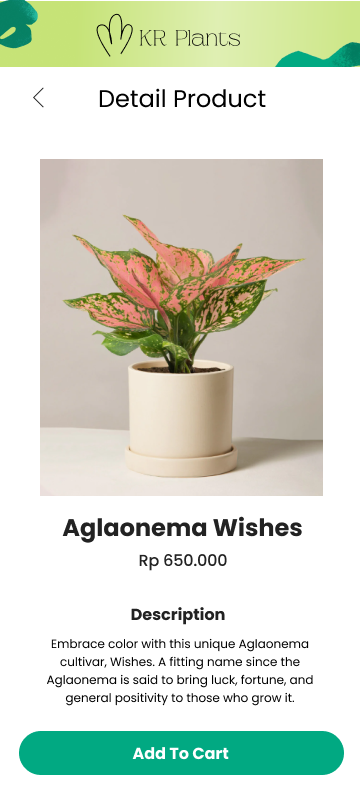 KR Plants
Detail Product
Aglaonema Wishes
Rp 650.000
Description
Embrace color with this unique Aglaonema
cultivar, Wishes. A fitting name since the
Aglaonema is said to bring luck, fortune, and
general positivity to those who grow it.
Add To Cart